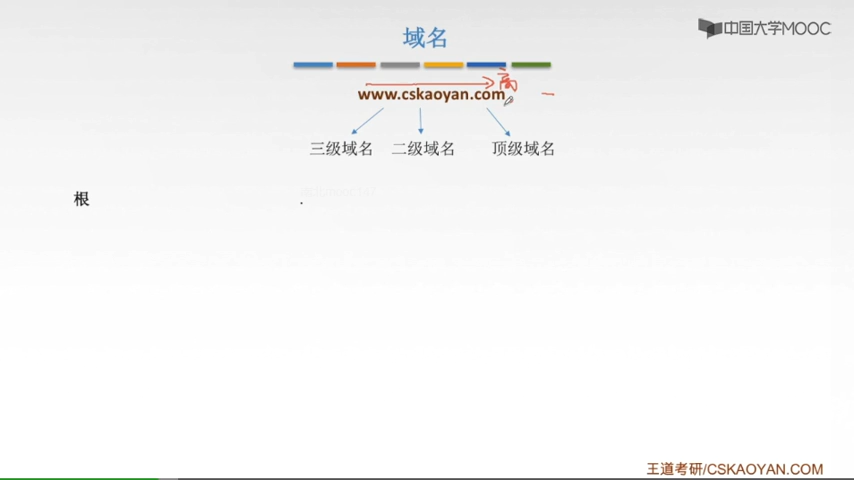 中国大学MOOC
域名
高
www.cskaoyan.com
三级域名 二级域名 顶级域名
根 .
王道考研/CSKAOYAN.COM